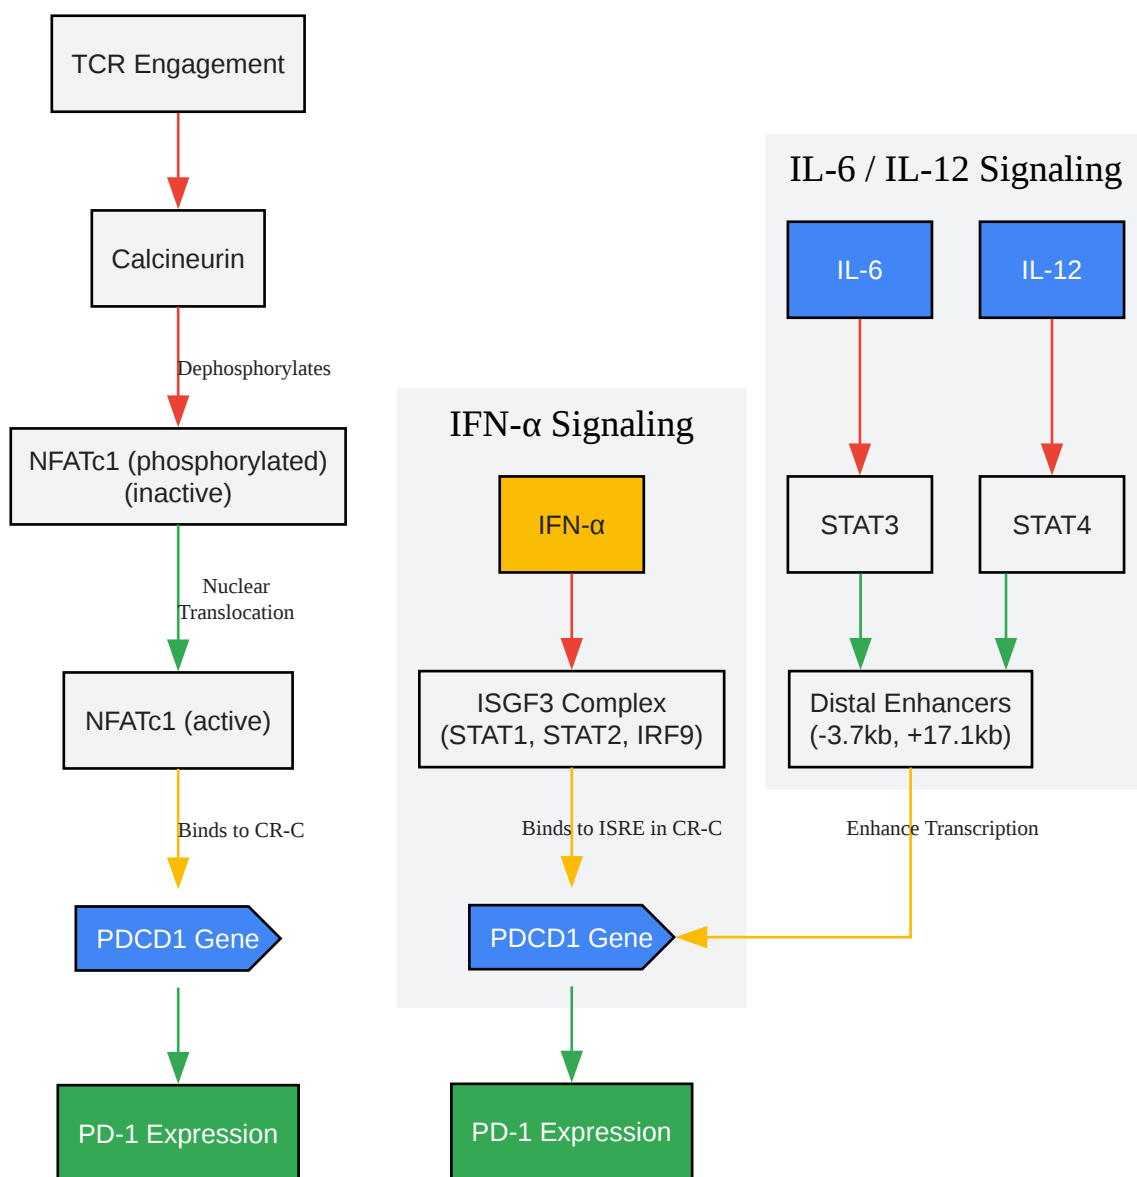 TCR Engagement
Calcineurin
Dephosphorylates
NFATc1 (phosphorylated)
(inactive)
Nuclear
Translocation
NFATc1 (active)
Binds to CR-C
PDCD1 Gene
PD-1 Expression
IFN-α Signaling
IFN-α
ISGF3 Complex
(STAT1, STAT2, IRF9)
Binds to ISRE in CR-C
PDCD1 Gene
PD-1 Expression
IL-6 / IL-12 Signaling
IL-6
IL-12
STAT3
STAT4
Distal Enhancers
(-3.7kb, +17.1kb)
Enhance Transcription